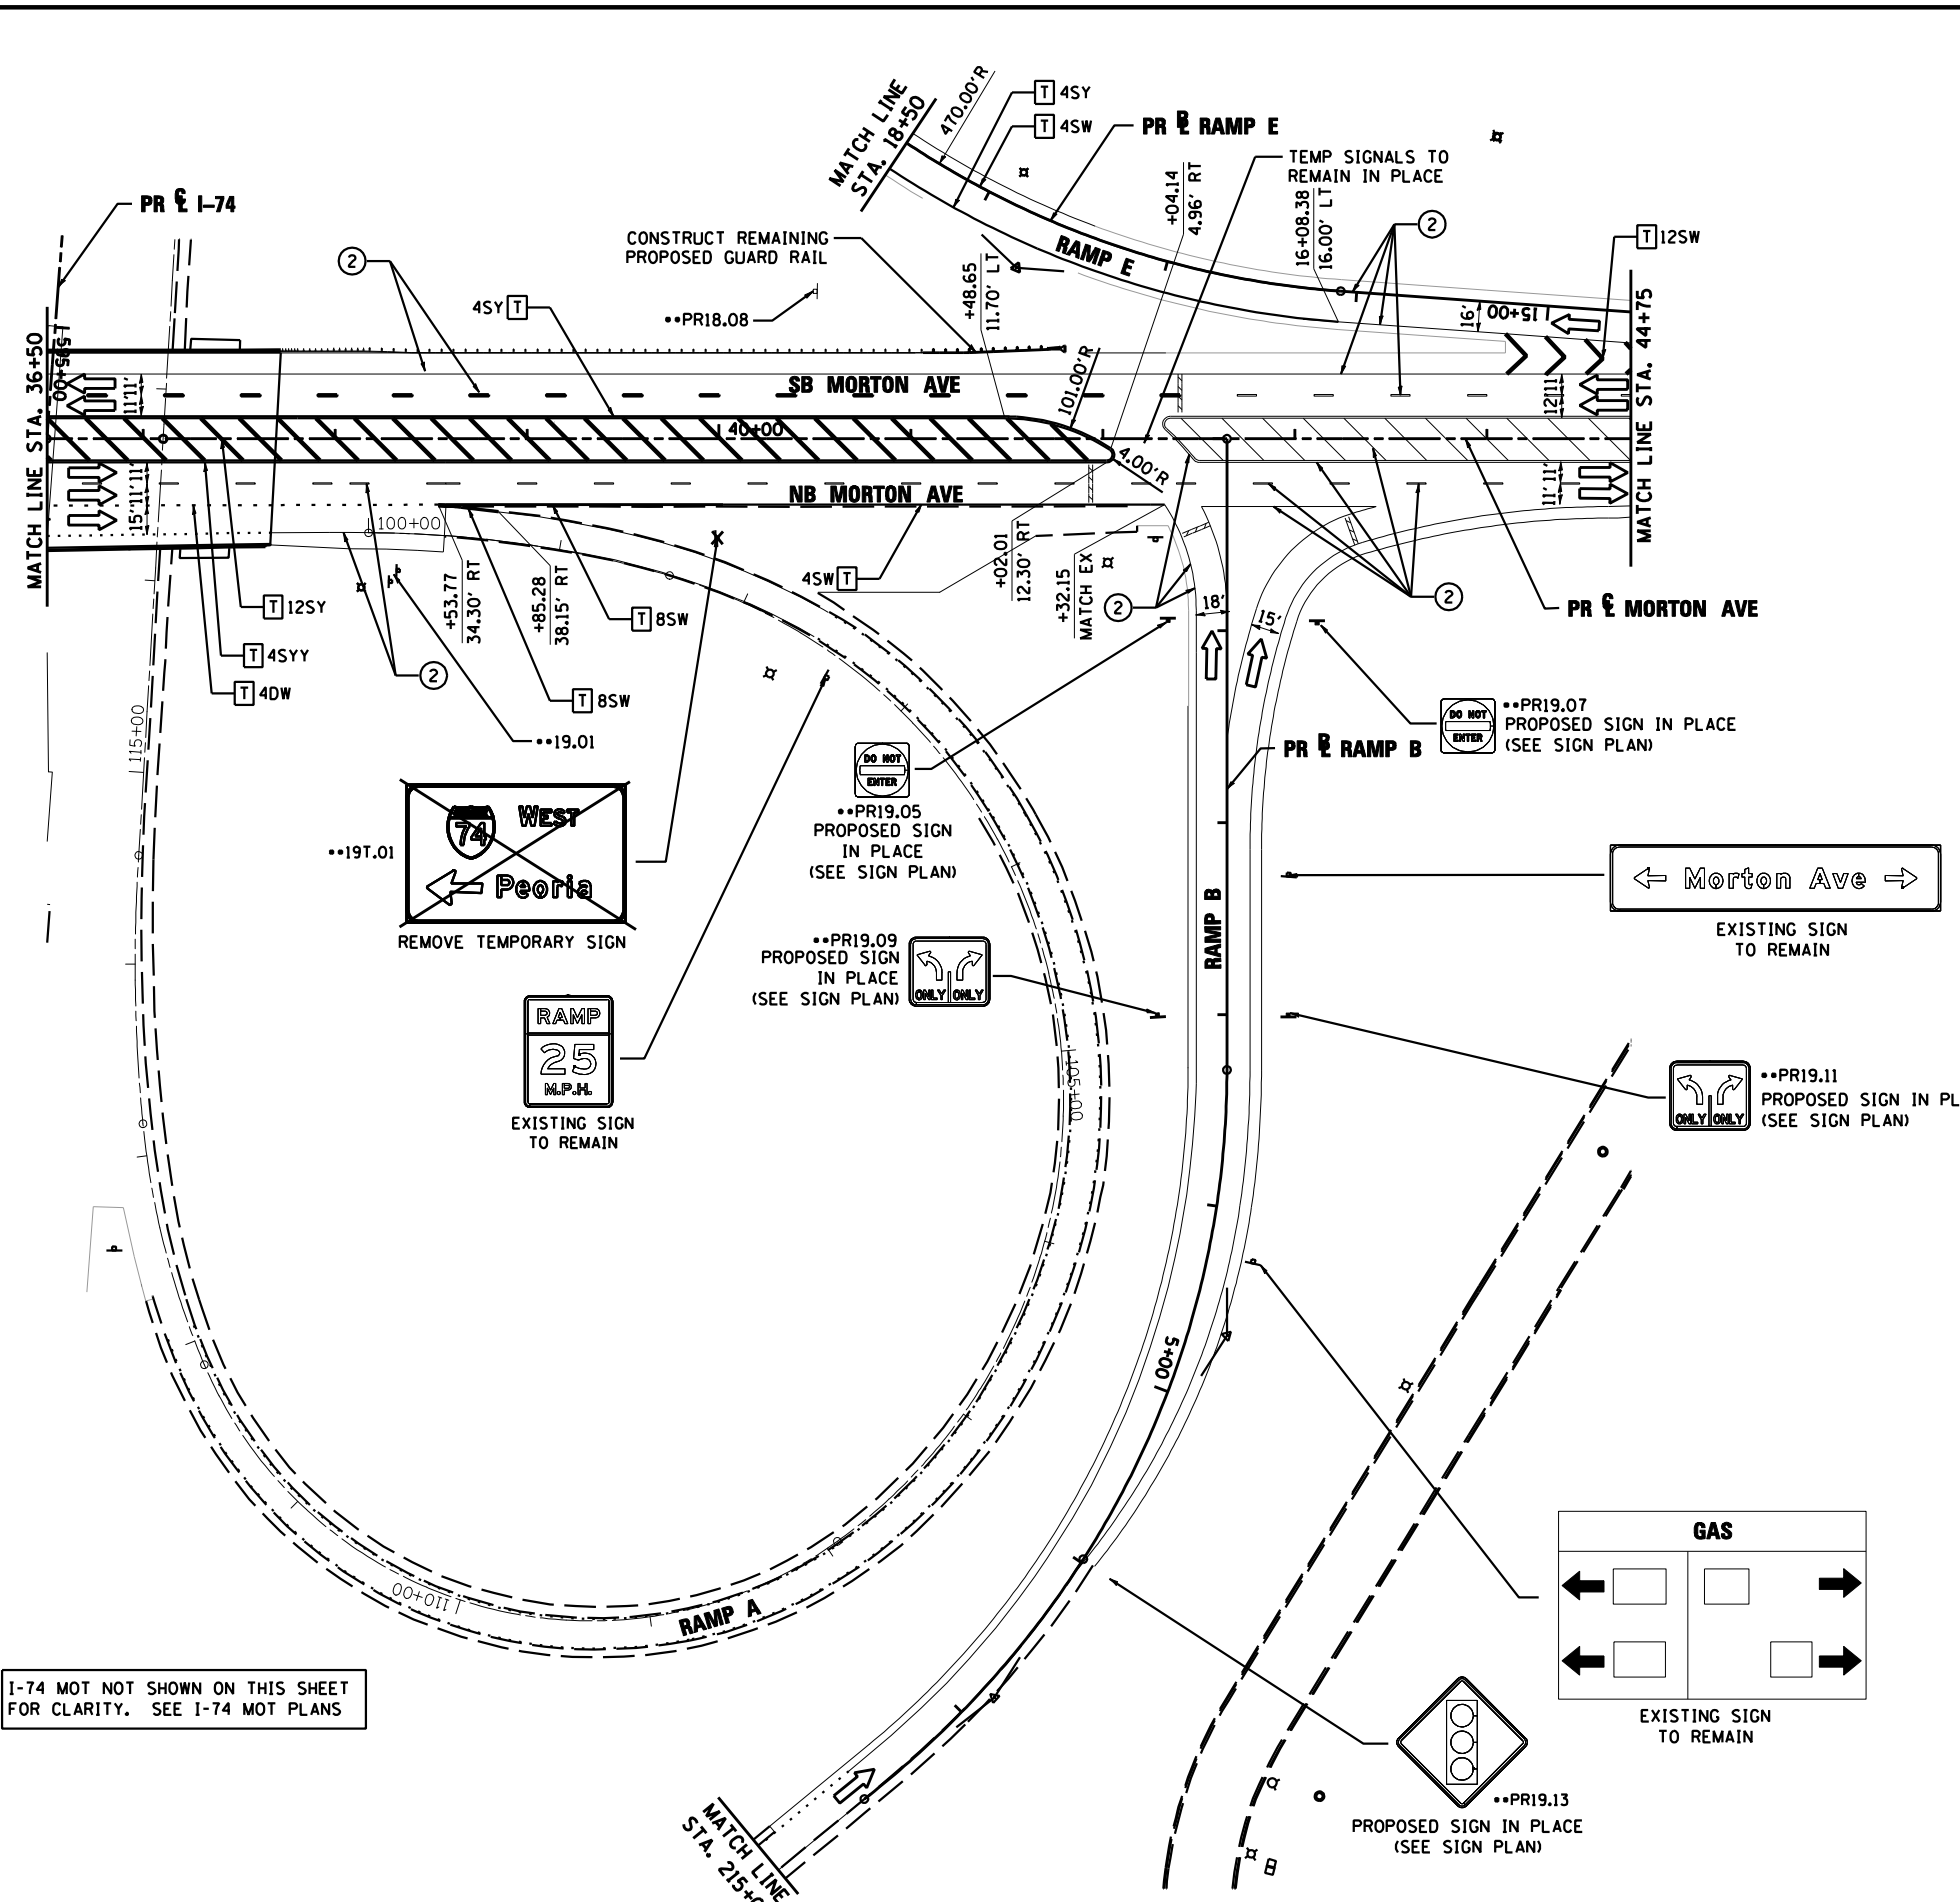 MATCH LINE
STA. 18+50
470.00'R
T 4SY
T 4SW
PR ℄ RAMP E
TEMP SIGNALS TO
REMAIN IN PLACE
+04.14
4.96' RT
16+08.38
16.00' LT
2
T 12SW
PR ℄ I-74
CONSTRUCT REMAINING
PROPOSED GUARD RAIL
RAMP E
2
4SY T
••PR18.08
+48.65
11.70' LT
16'
15+00
MATCH LINE STA. 36+50
595+00
11' 11'
SB MORTON AVE
101.00'R
12' 11'
MATCH LINE STA. 44+75
40+00
4.00'R
15' 11' 11'
NB MORTON AVE
11' 11'
100+00
+53.77
34.30' RT
+85.28
38.15' RT
4SW T
+02.01
12.30' RT
+32.15
MATCH EX
2
18'
15'
2
PR ℄ MORTON AVE
T 12SY
T 8SW
T 4SYY
2
T 4DW
T 8SW
115+00
••19.01
DO NOT
ENTER
••PR19.05
PROPOSED SIGN
IN PLACE
(SEE SIGN PLAN)
PR RAMP B
DO NOT
ENTER
••PR19.07
PROPOSED SIGN IN PLACE
(SEE SIGN PLAN)
••19T.01
74
WEST
Peoria
REMOVE TEMPORARY SIGN
Morton Ave
EXISTING SIGN
TO REMAIN
RAMP B
••PR19.09
PROPOSED SIGN
IN PLACE
(SEE SIGN PLAN)
ONLY ONLY
RAMP
25
M.P.H.
EXISTING SIGN
TO REMAIN
105+00
ONLY ONLY
••PR19.11
PROPOSED SIGN IN PL
(SEE SIGN PLAN)
5+00
GAS
EXISTING SIGN
TO REMAIN
110+00
RAMP A
I-74 MOT NOT SHOWN ON THIS SHEET
FOR CLARITY. SEE I-74 MOT PLANS
••PR19.13
PROPOSED SIGN IN PLACE
(SEE SIGN PLAN)
MATCH LINE
STA. 215+